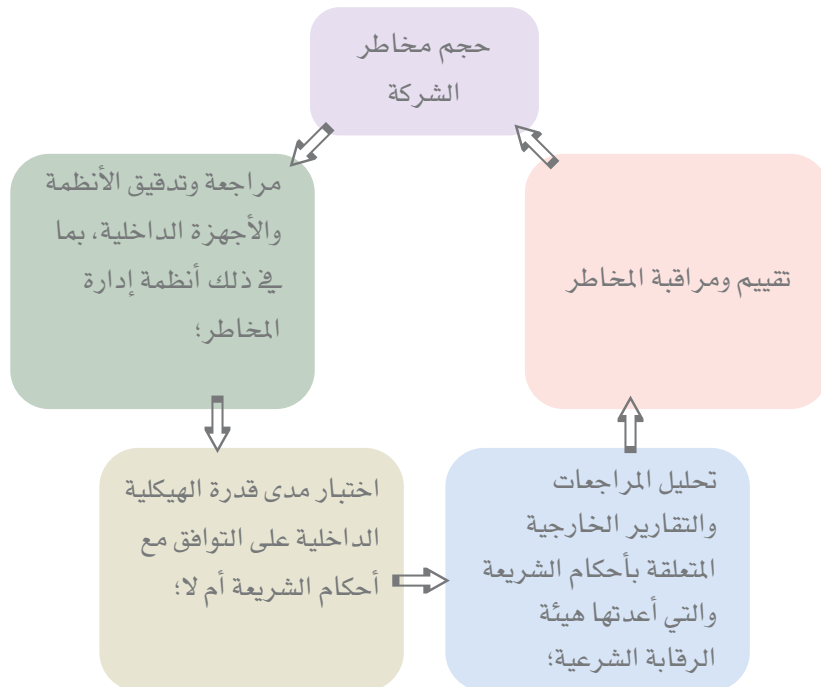 حجم مخاطر
الشركة
مراجعة وتدقيق الأنظمة
والأجهزة الداخلية، بما
في ذلك أنظمة إدارة
المخاطر؛
تقييم ومراقبة المخاطر
اختبار مدى قدرة الهيكلية
الداخلية على التوافق مع
أحكام الشريعة أم لا؛
تحليل المراجعات
والتقارير الخارجية
المتعلقة بأحكام الشريعة
والتي أعدتها هيئة
الرقابة الشرعية؛